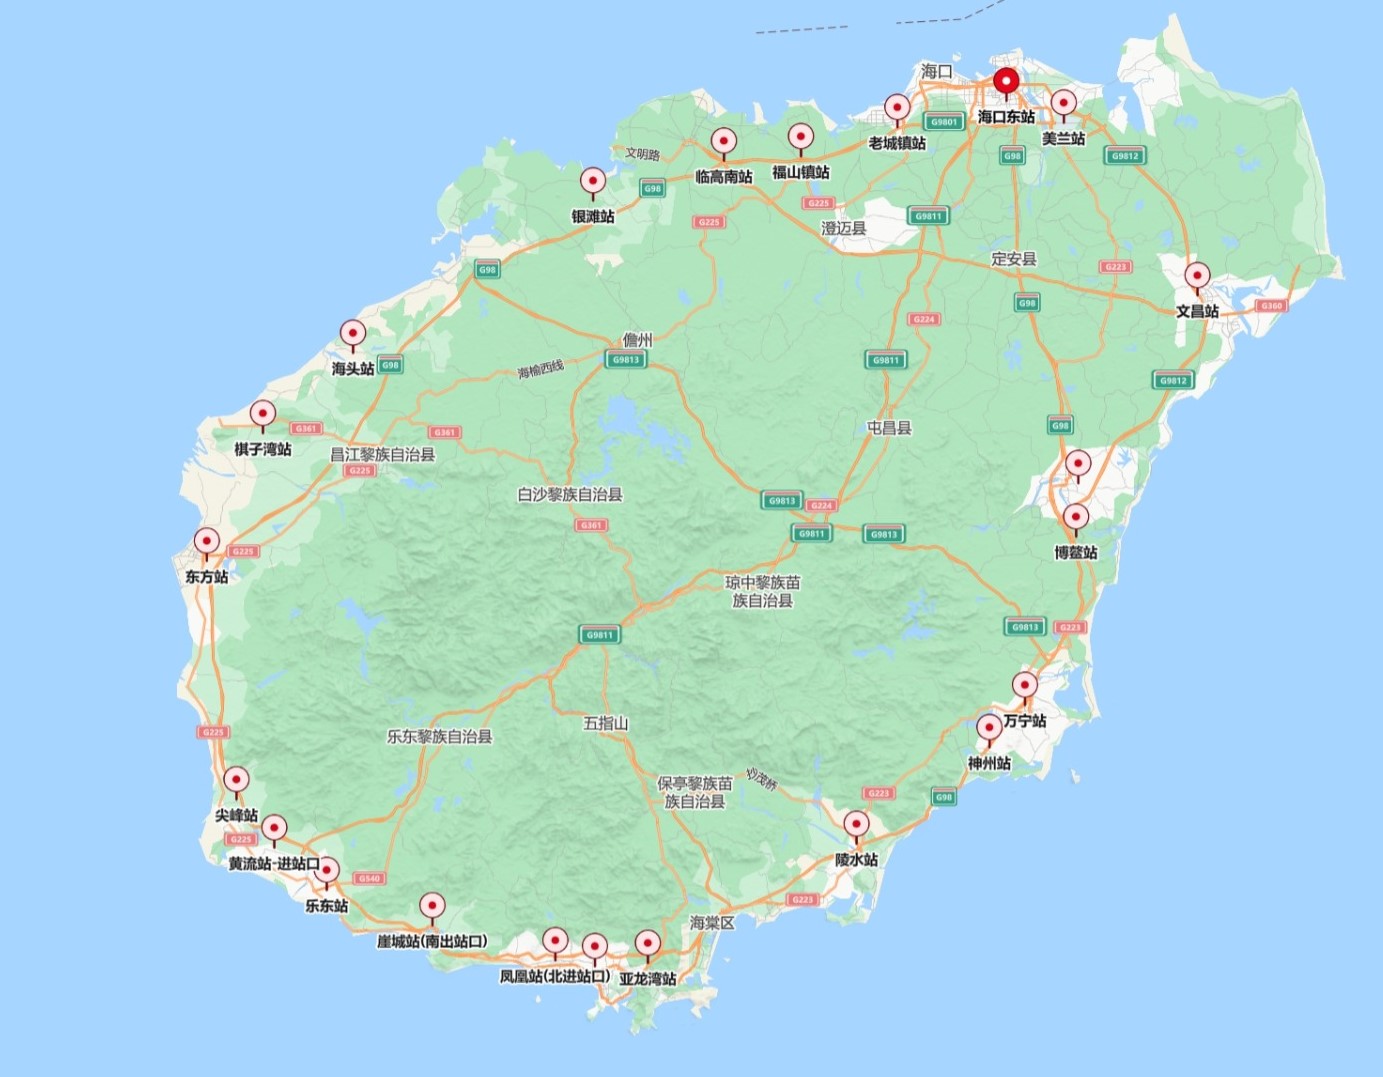 海口
海口东站
G9801
老城镇站
美兰站
文明路
临高南站
福山镇站
G98
G9812
G98
银滩站
G225
G225
G9811
澄迈县
定安县
G98
G223
G98
文昌站
G360
G224
海头站
G98
儋州
G9813
海榆西线
G9811
G9812
棋子湾站
G361
G361
G98
屯昌县
昌江黎族自治县
G225
白沙黎族自治县
G9813
G224
G361
G9811
G9813
博鳌站
G225
东方站
琼中黎族苗
族自治县
G9811
G9813
G223
万宁站
五指山
G225
乐东黎族自治县
神州站
保亭黎族苗
族自治县
妙茂桥
G223
G98
尖峰站
G225
黄流站-进站口
陵水站
G540
乐东站
G223
海棠区
崖城站(南出站口)
凤凰站(北进站口)
亚龙湾站